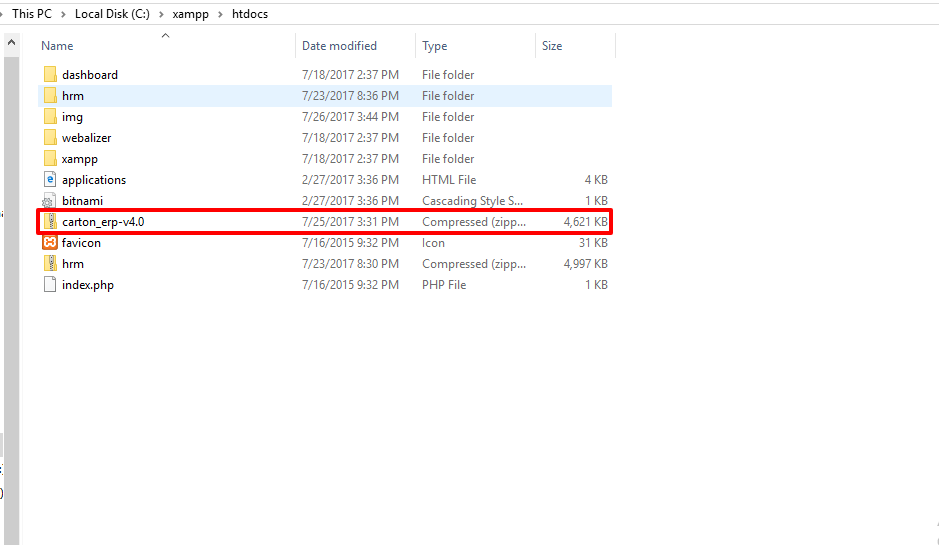 This PC > Local Disk (C:) > xampp > htdocs
Name Date modified Type Size
dashboard 7/18/2017 2:37 PM File folder
hrm 7/23/2017 8:36 PM File folder
img 7/26/2017 3:44 PM File folder
webalizer 7/18/2017 2:37 PM File folder
xampp 7/18/2017 2:37 PM File folder
applications 2/27/2017 3:36 PM HTML File 4 KB
bitnami 2/27/2017 3:36 PM Cascading Style S... 1 KB
carton_erp-v4.0 7/25/2017 3:31 PM Compressed (zipp... 4,621 KB
favicon 7/16/2015 9:32 PM Icon 31 KB
hrm 7/23/2017 8:30 PM Compressed (zipp... 4,997 KB
index.php 7/16/2015 9:32 PM PHP File 1 KB